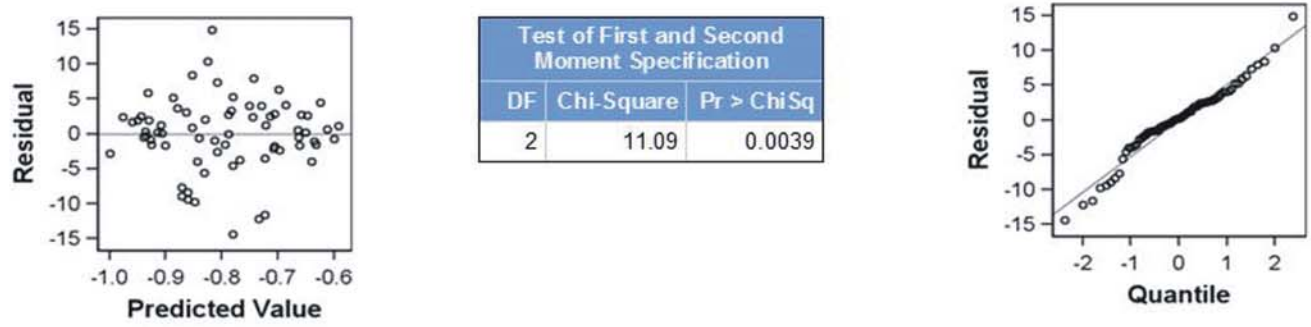 15
10
5
0
-5
-10
-15
Residual
-1.0 -0.9 -0.8 -0.7 -0.6
Predicted Value
Test of First and Second
Moment Specification
DF Chi-Square Pr > ChiSq
2 11.09 0.0039
15
10
5
0
-5
-10
-15
Residual
-2 -1 0 1 2
Quantile